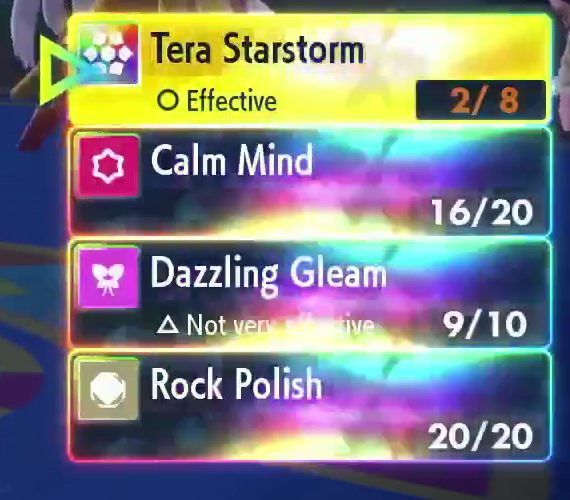 Tera Starstorm
Effective
2/ 8
Calm Mind
16/20
Dazzling Gleam
Not very effective
9/10
Rock Polish
20/20